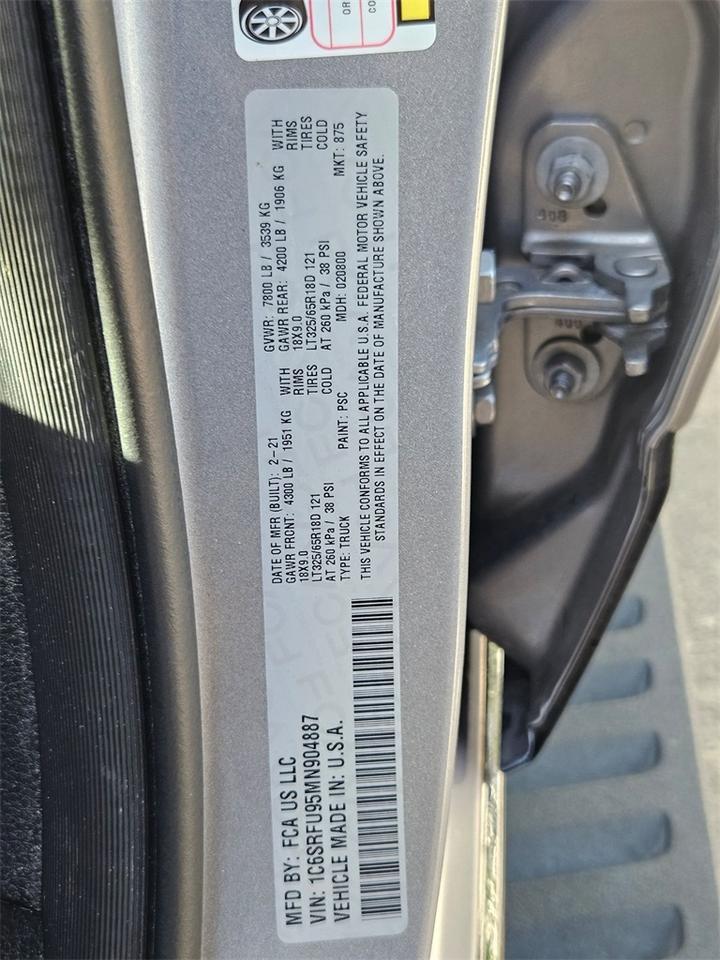 OR
CO
MFD BY: FCA US LLC
VIN: 1C6SRFU95MN904887
VEHICLE MADE IN: U.S.A.
DATE OF MFR (BUILT): 2-21
GAWR FRONT: 4300 LB / 1951 KG WITH
18X9.0 RIMS
LT325/65R18D 121 TIRES
AT 260 kPa / 38 PSI COLD
TYPE: TRUCK PAINT: PSC
GVWR: 7800 LB / 3539 KG
GAWR REAR: 4200 LB / 1906 KG WITH
18X9.0 RIMS
LT325/65R18D 121 TIRES
AT 260 kPa / 38 PSI COLD
MDH: 020800 MKT: 875
THIS VEHICLE CONFORMS TO ALL APPLICABLE U.S.A. FEDERAL MOTOR VEHICLE SAFETY
STANDARDS IN EFFECT ON THE DATE OF MANUFACTURE SHOWN ABOVE.